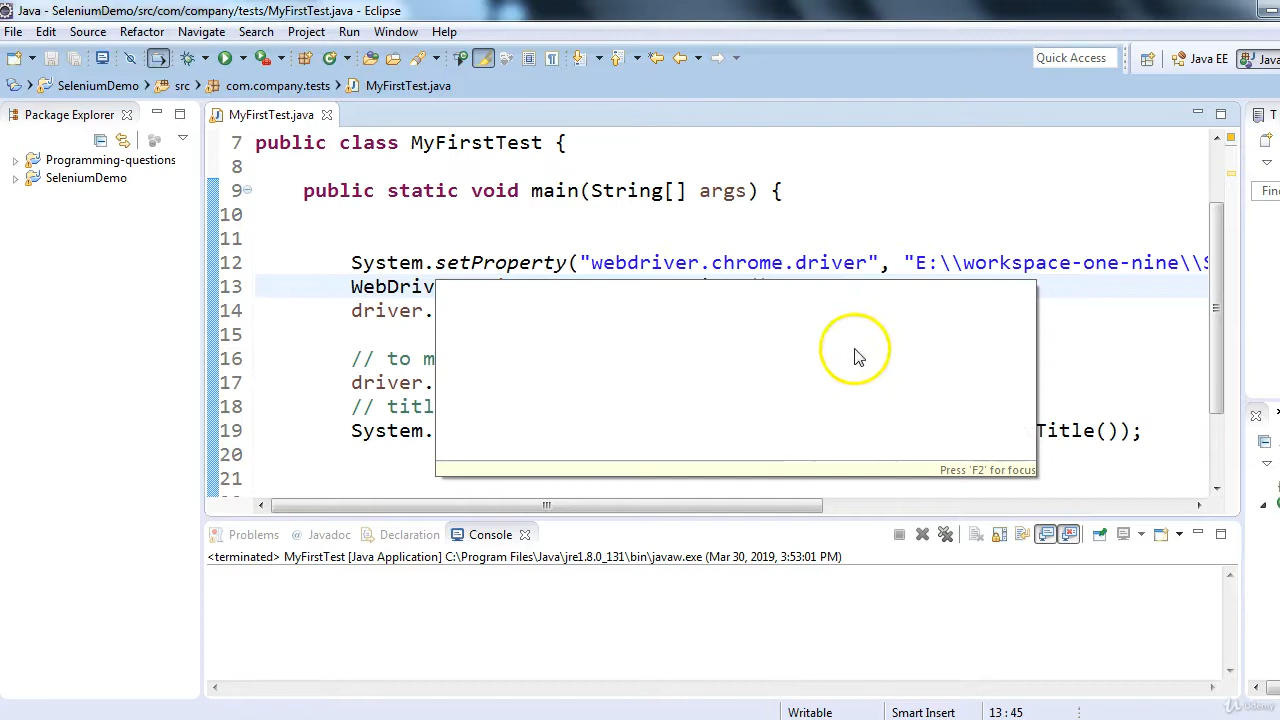 Java - SeleniumDemo/src/com/company/tests/MyFirstTest.java - Eclipse
File Edit Source Refactor Navigate Search Project Run Window Help
Quick Access Java EE Java
SeleniumDemo src com.company.tests MyFirstTest.java
Package Explorer MyFirstTest.java T
Programming-questions
SeleniumDemo
7 public class MyFirstTest {
8
9 public static void main(String[] args) {
10
11
12 System.setProperty("webdriver.chrome.driver", "E:\\workspace-one-nine\\S
13 WebDriv
14 driver.
15
16 // to m
17 driver.
18 // titl
19 System. Title());
20
21
Fin
Press 'F2' for focus
Problems @ Javadoc Declaration Console
<terminated> MyFirstTest [Java Application] C:\Program Files\Java\jre1.8.0_131\bin\javaw.exe (Mar 30, 2019, 3:53:01 PM)
Writable Smart Insert 13 : 45
Udemy